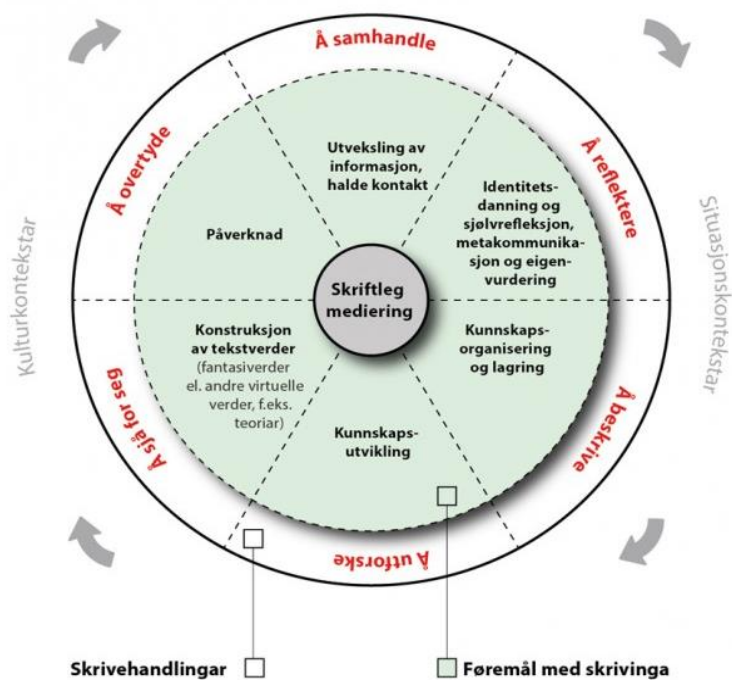 Å samhandle
Å reflektere
Å beskrive
Å utforske
Å sjå for seg
Å overtyde
Kulturkontekstar
Situasjonskontekstar
Utveksling av
informasjon,
halde kontakt
Identitets-
danning og
sjølvrefleksjon,
metakommunika-
sjon og eigen-
vurdering
Påverknad
Skriftleg
mediering
Kunnskaps-
organisering
og lagring
Konstruksjon
av tekstverder
(fantasiverder
el. andre virtuelle
verder, f.eks.
teoriar)
Kunnskaps-
utvikling
Skrivehandlingar
Føremål med skrivinga